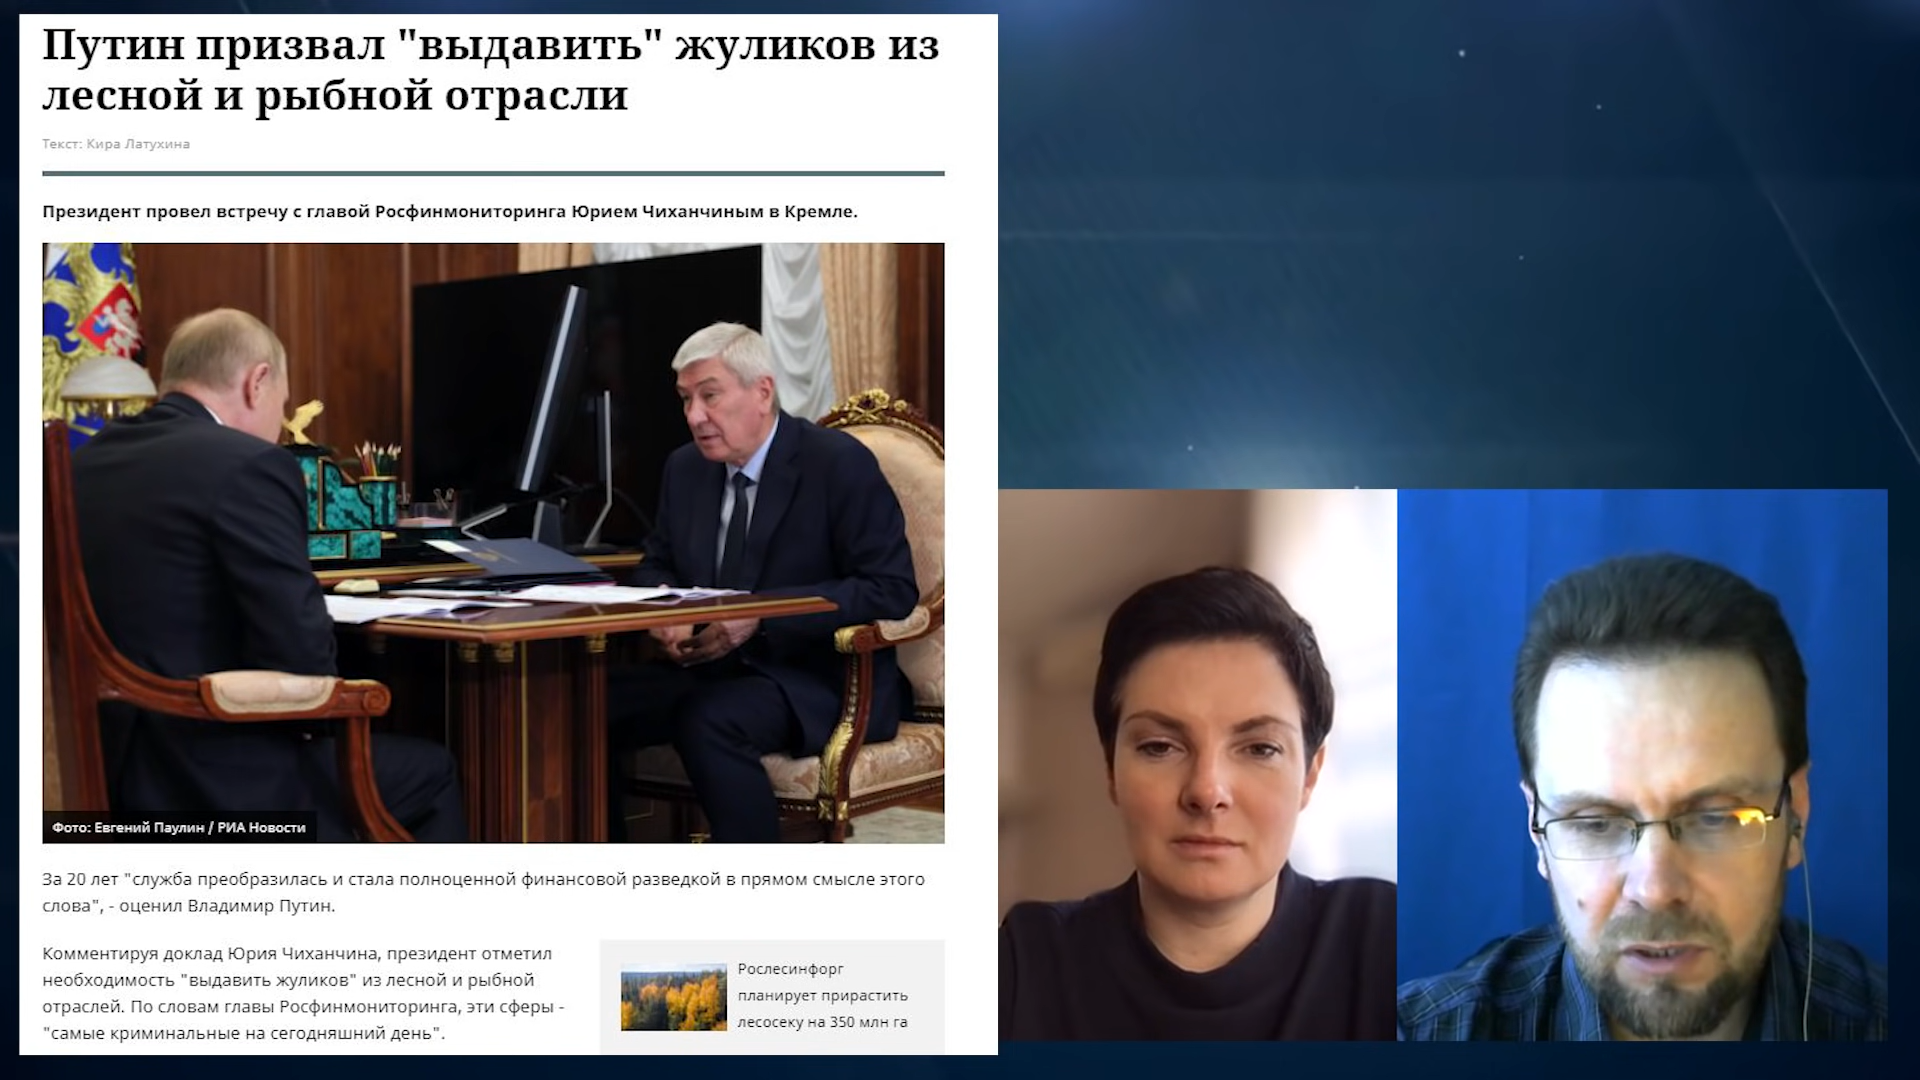 Путин призвал "выдавить" жуликов из
лесной и рыбной отрасли
Текст: Кира Латухина
Президент провел встречу с главой Росфинмониторинга Юрием Чиханчиным в Кремле.
Фото: Евгений Паулин / РИА Новости
За 20 лет "служба преобразилась и стала полноценной финансовой разведкой в прямом смысле этого
слова", - оценил Владимир Путин.
Комментируя доклад Юрия Чиханчина, президент отметил
необходимость "выдавить жуликов" из лесной и рыбной
отраслей. По словам главы Росфинмониторинга, эти сферы -
"самые криминальные на сегодняшний день".
Рослесинфорг
планирует прирастить
лесосеку на 350 млн га